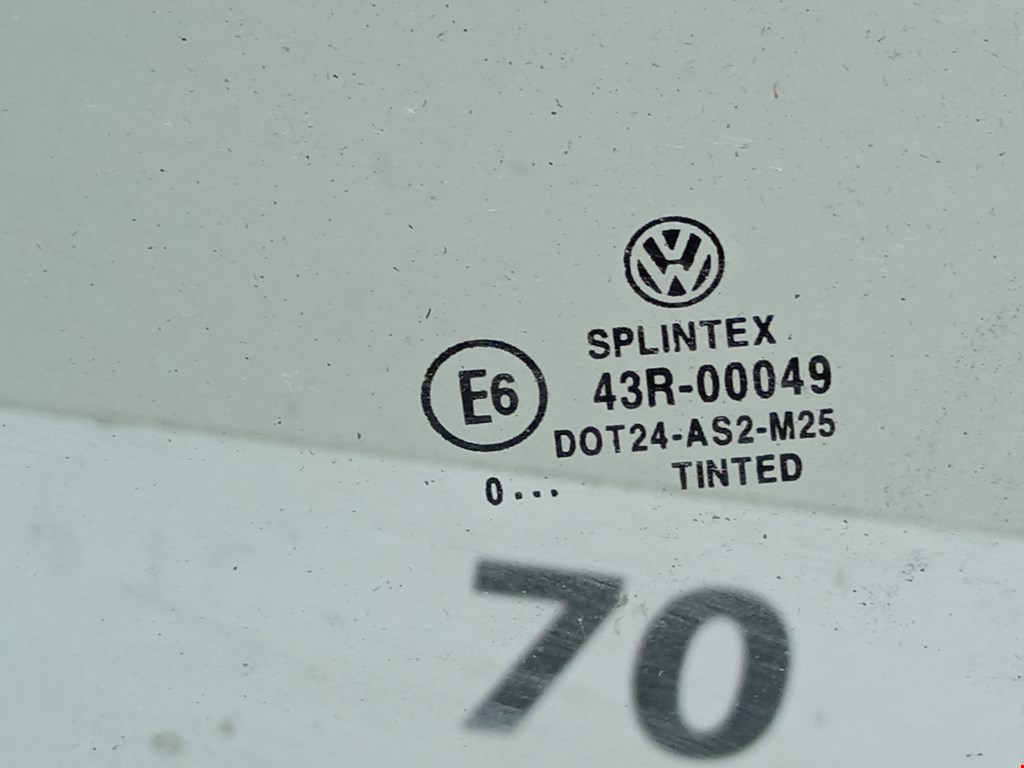 SPLINTEX
E6
43R-00049
DOT24-AS2-M25
TINTED
0...
70